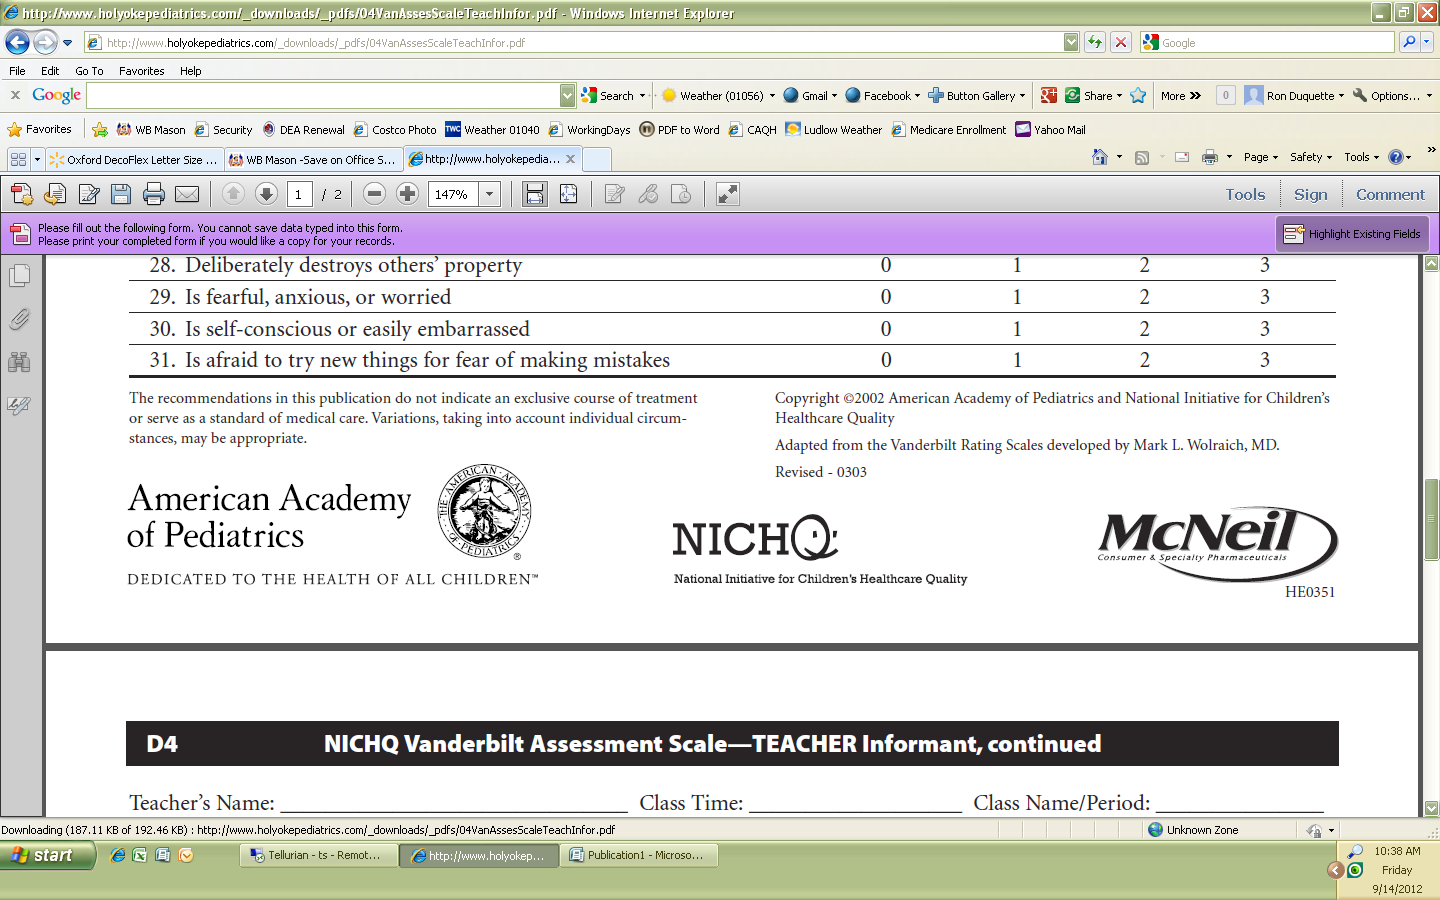 http://www.holyokepediatrics.com/_downloads/_pdfs/04VanAssesScaleTeachInfor.pdf - Windows Internet Explorer
http://www.holyokepediatrics.com/_downloads/_pdfs/04VanAssesScaleTeachInfor.pdf
Google
File Edit Go To Favorites Help
x Google Search Weather (01056) Gmail Facebook Button Gallery Share More » 0 Ron Duquette Options...
Favorites WB Mason Security DEA Renewal Costco Photo TWC Weather 01040 WorkingDays PDF to Word CAQH Ludlow Weather Medicare Enrollment Yahoo Mail
Oxford DecoFlex Letter Size ... WB Mason -Save on Office S... http://www.holyokepedia... x Page Safety Tools »
1 / 2 147% Tools Sign Comment
Please fill out the following form. You cannot save data typed into this form.
Please print your completed form if you would like a copy for your records.
Highlight Existing Fields
28. Deliberately destroys others’ property 0 1 2 3
29. Is fearful, anxious, or worried 0 1 2 3
30. Is self-conscious or easily embarrassed 0 1 2 3
31. Is afraid to try new things for fear of making mistakes 0 1 2 3
The recommendations in this publication do not indicate an exclusive course of treatment
or serve as a standard of medical care. Variations, taking into account individual circum-
stances, may be appropriate.
Copyright ©2002 American Academy of Pediatrics and National Initiative for Children’s
Healthcare Quality
Adapted from the Vanderbilt Rating Scales developed by Mark L. Wolraich, MD.
Revised - 0303
American Academy
of Pediatrics
DEDICATED TO THE HEALTH OF ALL CHILDREN™
THE AMERICAN ACADEMY OF PEDIATRICS ®
NICHQ
National Initiative for Children’s Healthcare Quality
McNeil
Consumer & Specialty Pharmaceuticals
HE0351
D4 NICHQ Vanderbilt Assessment Scale—TEACHER Informant, continued
Teacher’s Name: Class Time: Class Name/Period:
Downloading (187.11 KB of 192.46 KB) : http://www.holyokepediatrics.com/_downloads/_pdfs/04VanAssesScaleTeachInfor.pdf
Unknown Zone
start Tellurian - ts - Remot... http://www.holyokep... Publication1 - Microso...
10:38 AM
Friday
9/14/2012